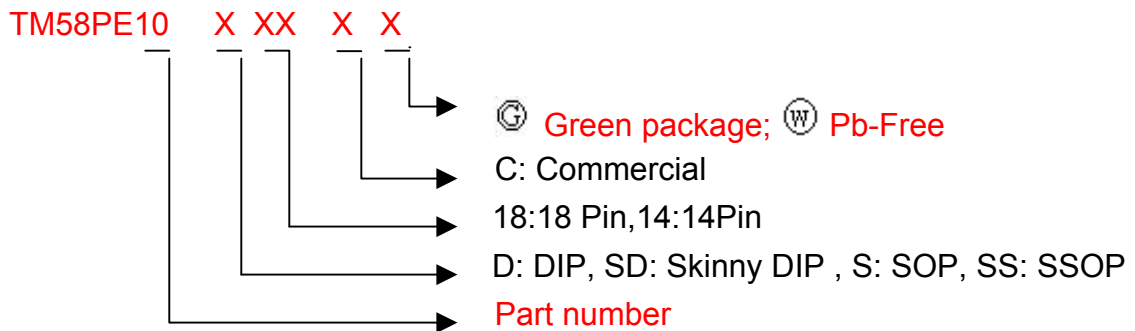 TM58PE10 X XX X X
Ⓖ Green package; Ⓦ Pb-Free
C: Commercial
18:18 Pin,14:14Pin
D: DIP, SD: Skinny DIP , S: SOP, SS: SSOP
Part number